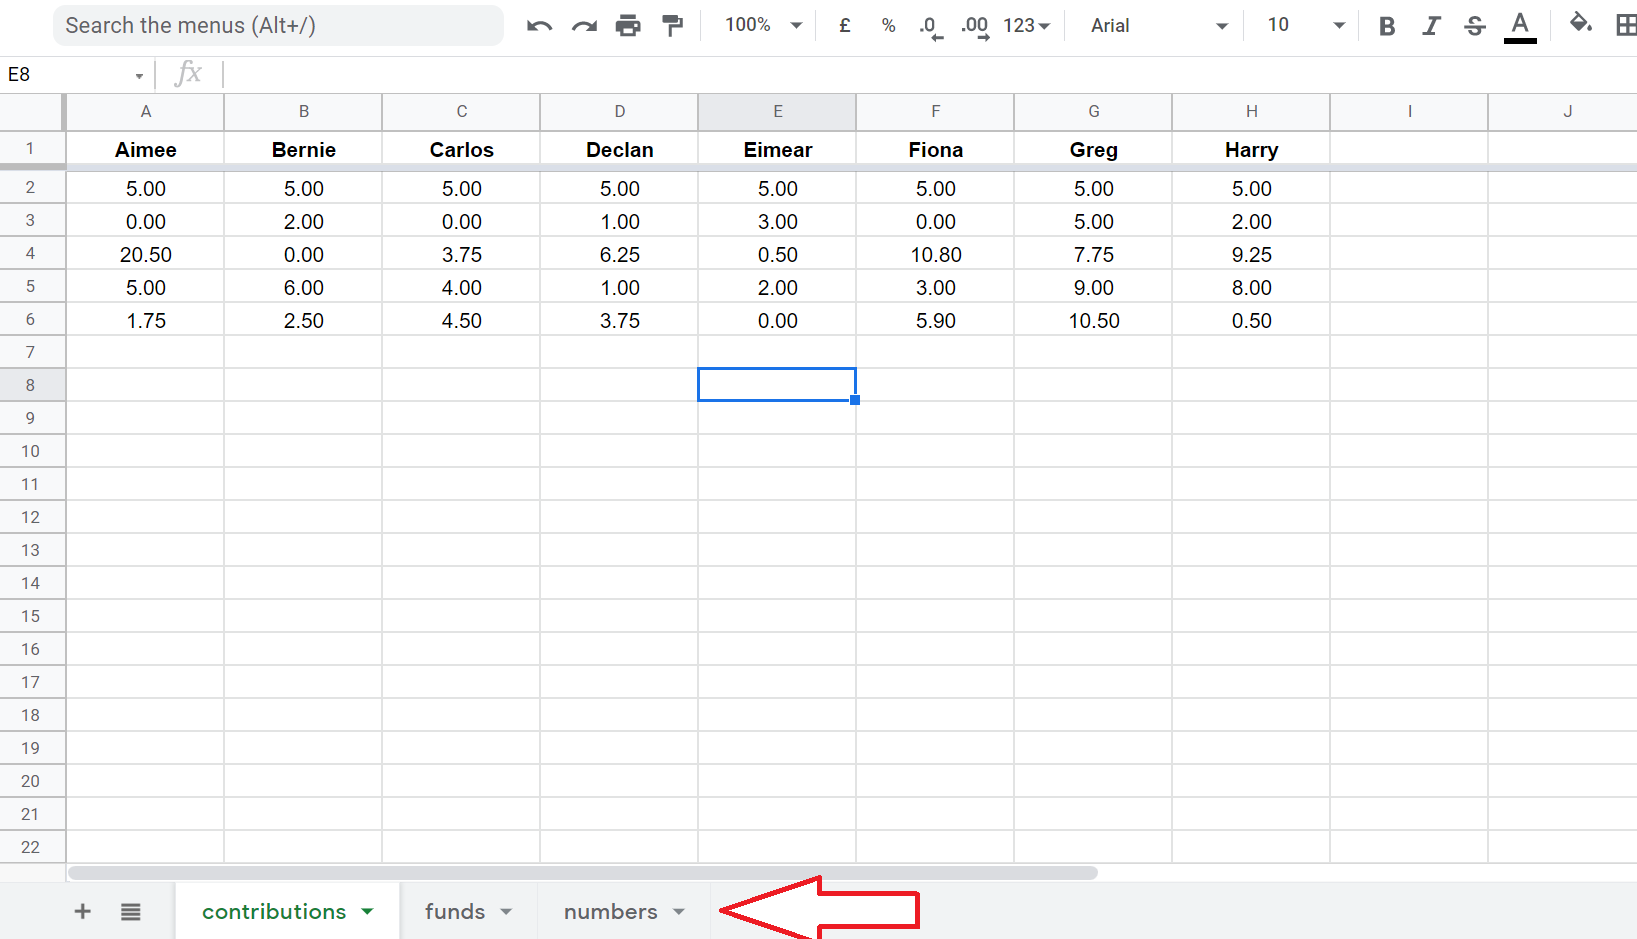 Search the menus (Alt+/) 100% £ % .0 .00 123 Arial 10 B I S A
E8 fx
A B C D E F G H I J
1 Aimee Bernie Carlos Declan Eimear Fiona Greg Harry
2 5.00 5.00 5.00 5.00 5.00 5.00 5.00 5.00
3 0.00 2.00 0.00 1.00 3.00 0.00 5.00 2.00
4 20.50 0.00 3.75 6.25 0.50 10.80 7.75 9.25
5 5.00 6.00 4.00 1.00 2.00 3.00 9.00 8.00
6 1.75 2.50 4.50 3.75 0.00 5.90 10.50 0.50
7
8
9
10
11
12
13
14
15
16
17
18
19
20
21
22
+ contributions funds numbers